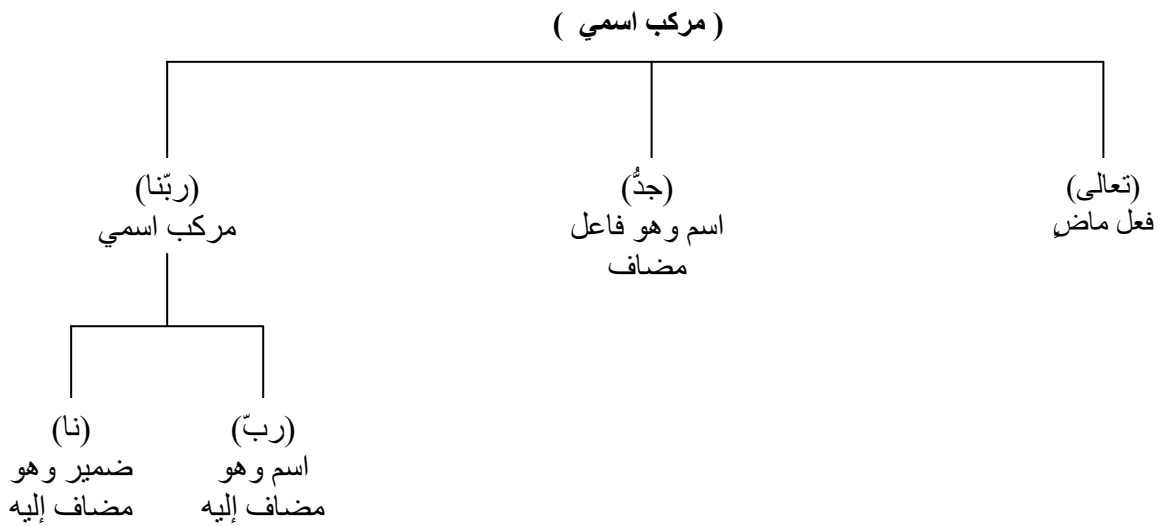 ( مركب اسمي )
(تعالى)
فعل ماضٍ
(جدُّ)
اسم وهو فاعل
مضاف
(ربّنا)
مركب اسمي
(ربّ)
اسم وهو
مضاف إليه
(نا)
ضمير وهو
مضاف إليه